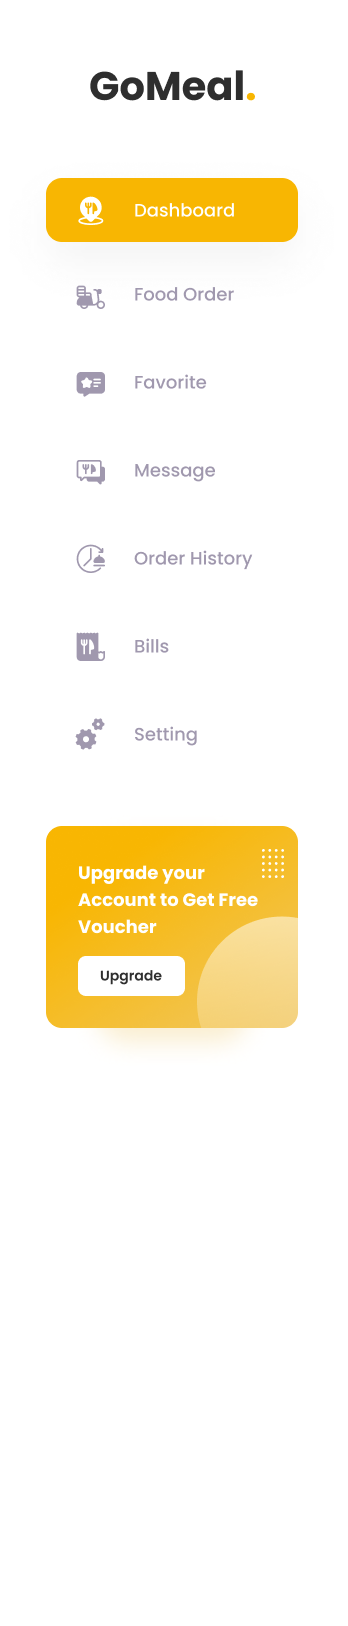 GoMeal.
Dashboard
Food Order
Favorite
Message
Order History
Bills
Setting
Upgrade your
Account to Get Free
Voucher
Upgrade